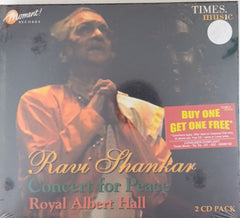 Moment!
RECORDS
TIMES.
music
BUY ONE
GET ONE FREE*
Ravi Shankar
Concert for Peace
Royal Albert Hall
2 CD PACK